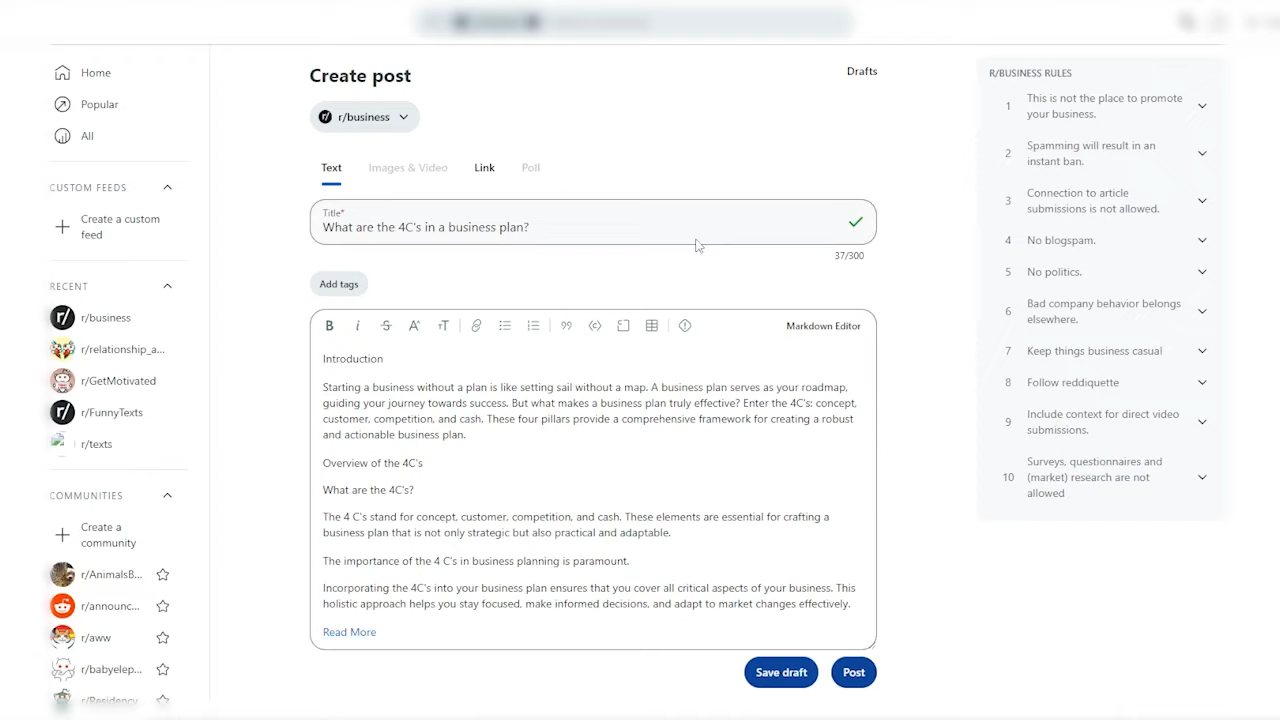 Home
Popular
All
CUSTOM FEEDS
Create a custom
feed
RECENT
r/business
r/relationship_a...
r/GetMotivated
r/FunnyTexts
r/texts
COMMUNITIES
Create a
community
r/AnimalsB...
r/announc...
r/aww
r/babyelep...
r/Residency
Create post
Drafts
r/business
Text
Images & Video
Link
Poll
Title*
What are the 4C's in a business plan?
37/300
Add tags
Markdown Editor
Introduction
Starting a business without a plan is like setting sail without a map. A business plan serves as your roadmap,
guiding your journey towards success. But what makes a business plan truly effective? Enter the 4C's: concept,
customer, competition, and cash. These four pillars provide a comprehensive framework for creating a robust
and actionable business plan.
Overview of the 4C's
What are the 4C's?
The 4 C's stand for concept, customer, competition, and cash. These elements are essential for crafting a
business plan that is not only strategic but also practical and adaptable.
The importance of the 4 C's in business planning is paramount.
Incorporating the 4C's into your business plan ensures that you cover all critical aspects of your business. This
holistic approach helps you stay focused, make informed decisions, and adapt to market changes effectively.
Read More
Save draft
Post
R/BUSINESS RULES
1 This is not the place to promote
your business.
2 Spamming will result in an
instant ban.
3 Connection to article
submissions is not allowed.
4 No blogspam.
5 No politics.
6 Bad company behavior belongs
elsewhere.
7 Keep things business casual
8 Follow reddiquette
9 Include context for direct video
submissions.
10 Surveys, questionnaires and
(market) research are not
allowed